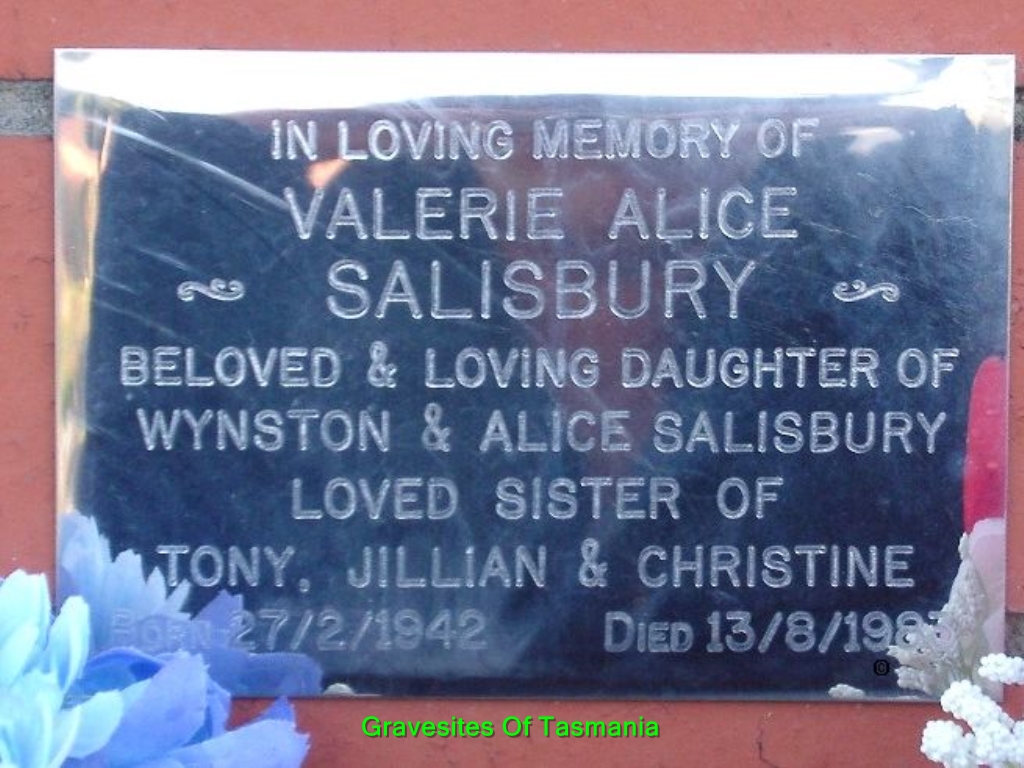 IN LOVING MEMORY OF
VALERIE ALICE
SALISBURY
BELOVED & LOVING DAUGHTER OF
WYNSTON & ALICE SALISBURY
LOVED SISTER OF
TONY, JILLIAN & CHRISTINE
BORN 27/2/1942 DIED 13/8/1983
©
Gravesites Of Tasmania